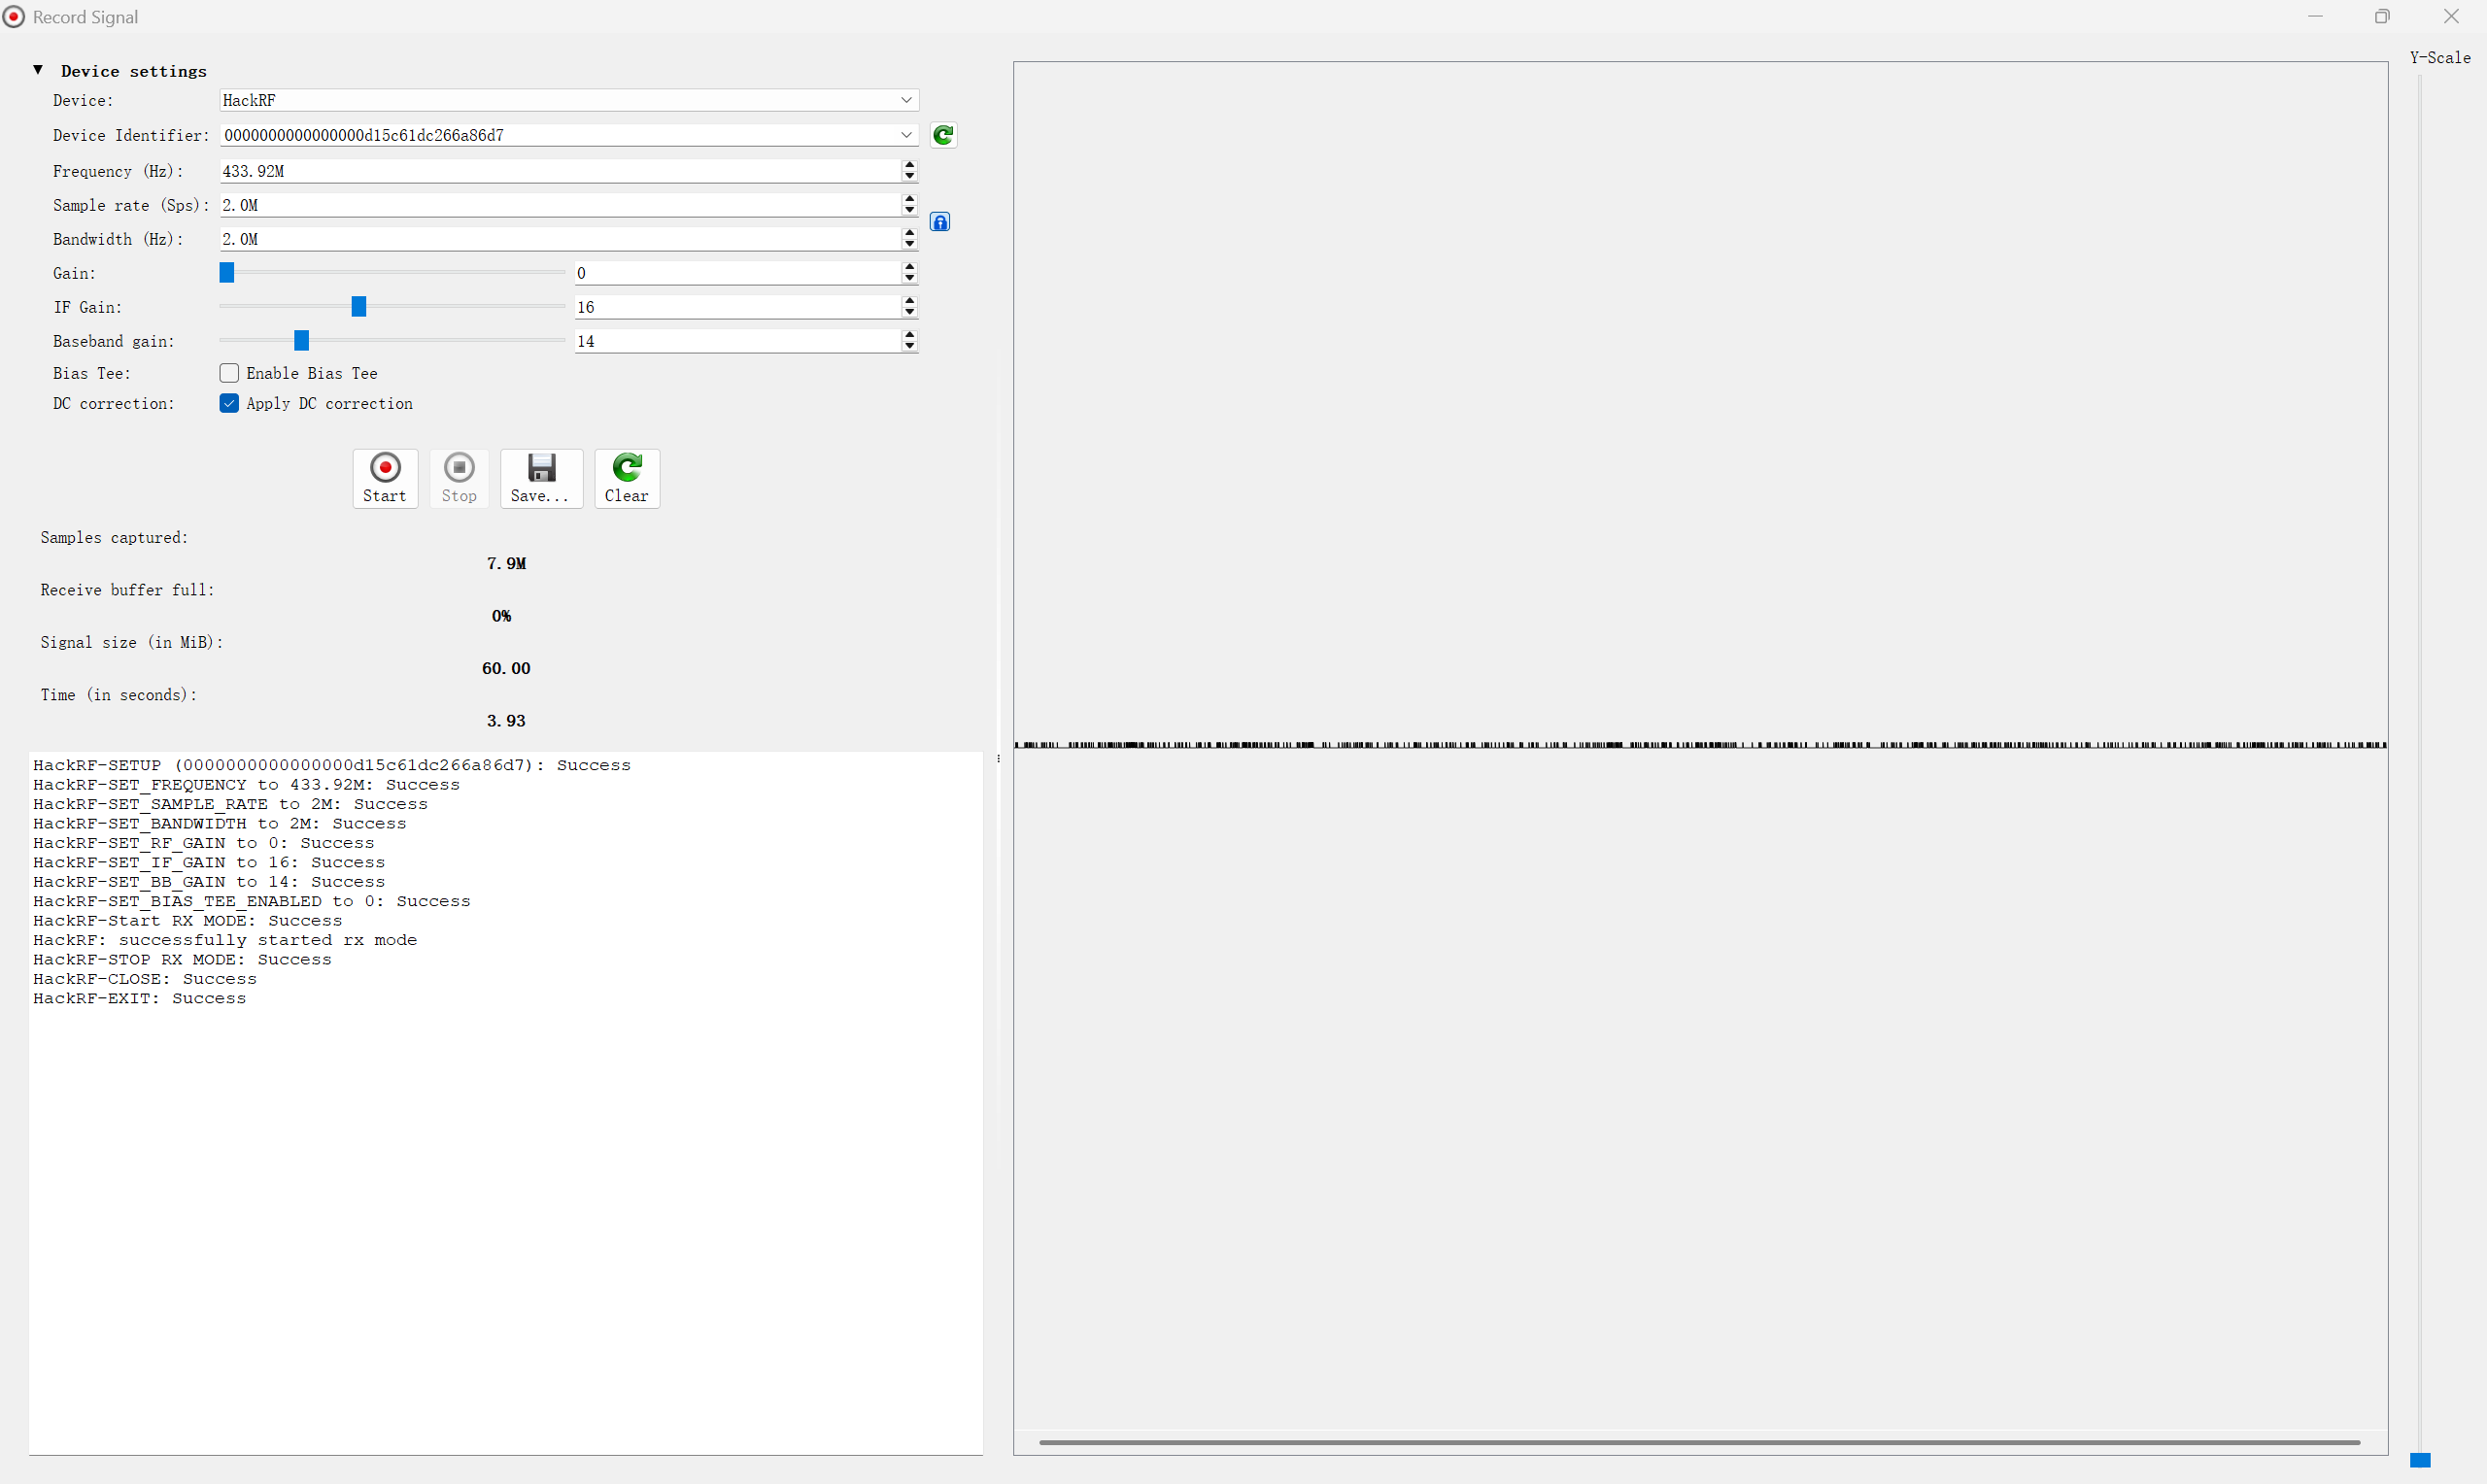 Record Signal
Y-Scale
▼ Device settings
Device: HackRF
Device Identifier: 0000000000000000d15c61dc266a86d7
Frequency (Hz): 433.92M
Sample rate (Sps): 2.0M
Bandwidth (Hz): 2.0M
Gain: 0
IF Gain: 16
Baseband gain: 14
Bias Tee: Enable Bias Tee
DC correction: Apply DC correction
Start Stop Save... Clear
Samples captured:
7.9M
Receive buffer full:
0%
Signal size (in MiB):
60.00
Time (in seconds):
3.93
HackRF-SETUP (0000000000000000d15c61dc266a86d7): Success
HackRF-SET_FREQUENCY to 433.92M: Success
HackRF-SET_SAMPLE_RATE to 2M: Success
HackRF-SET_BANDWIDTH to 2M: Success
HackRF-SET_RF_GAIN to 0: Success
HackRF-SET_IF_GAIN to 16: Success
HackRF-SET_BB_GAIN to 14: Success
HackRF-SET_BIAS_TEE_ENABLED to 0: Success
HackRF-Start RX MODE: Success
HackRF: successfully started rx mode
HackRF-STOP RX MODE: Success
HackRF-CLOSE: Success
HackRF-EXIT: Success